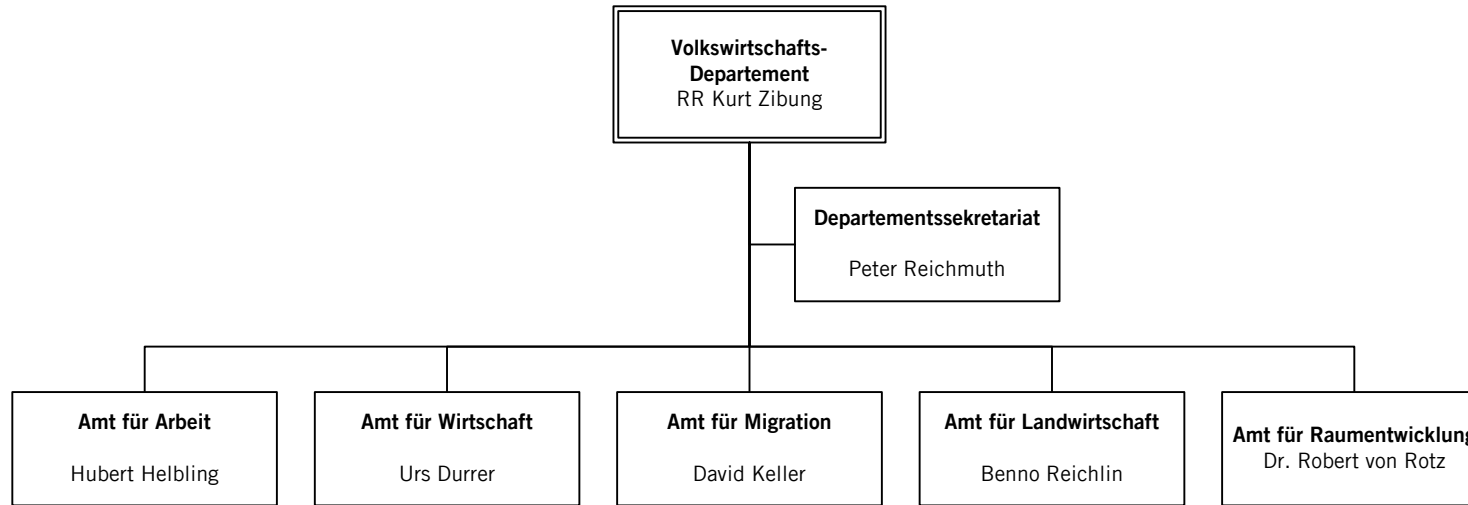 Volkswirtschafts-
Departement
RR Kurt Zibung
Departementssekretariat
Peter Reichmuth
Amt für Arbeit
Hubert Helbling
Amt für Wirtschaft
Urs Durrer
Amt für Migration
David Keller
Amt für Landwirtschaft
Benno Reichlin
Amt für Raumentwicklung
Dr. Robert von Rotz